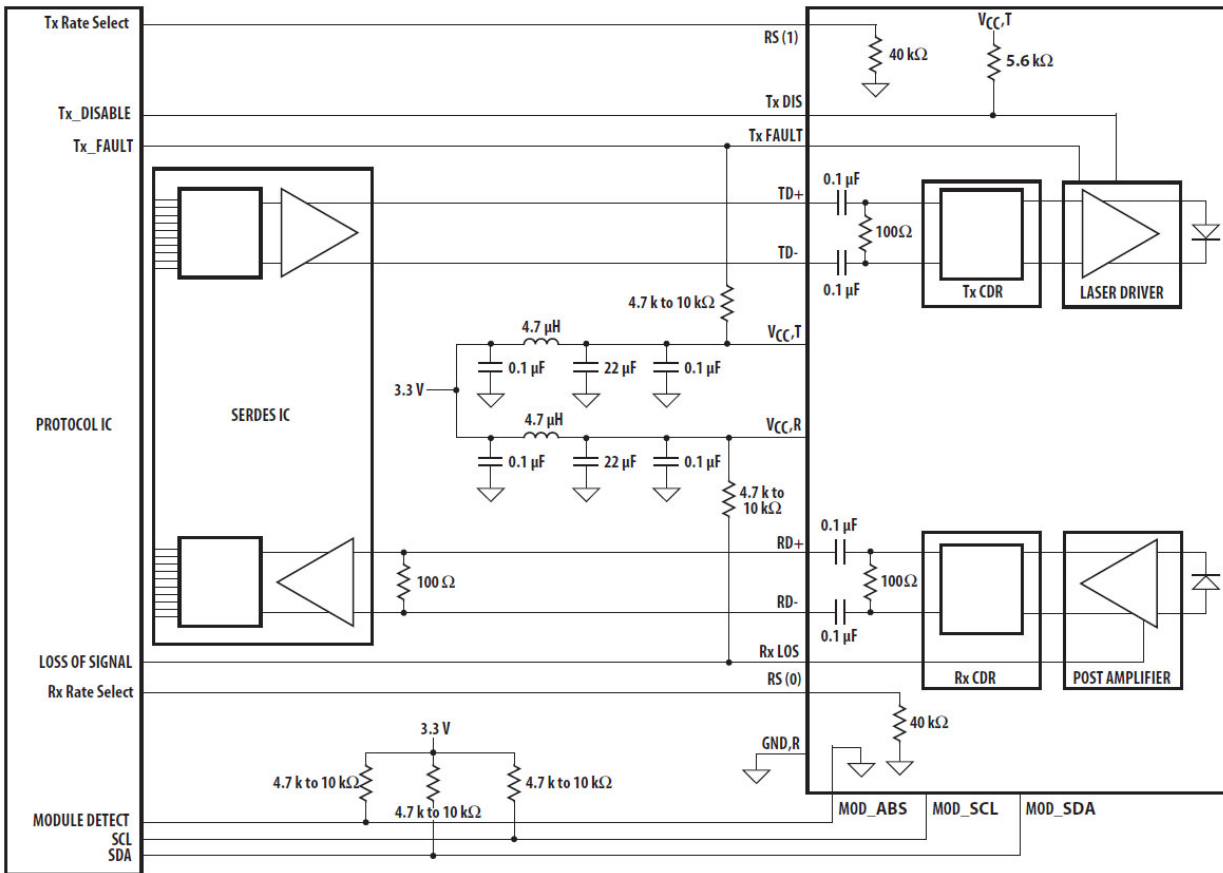 Tx Rate Select
RS (1)
40 kΩ
VCC,T
5.6 kΩ
Tx_DISABLE
Tx DIS
Tx_FAULT
Tx FAULT
TD+
0.1 µF
100Ω
TD-
0.1 µF
Tx CDR
LASER DRIVER
4.7 k to 10 kΩ
4.7 µH
VCC,T
0.1 µF
22 µF
0.1 µF
3.3 V
PROTOCOL IC
SERDES IC
4.7 µH
VCC,R
0.1 µF
22 µF
0.1 µF
4.7 k to
10 kΩ
RD+
0.1 µF
100 Ω
100Ω
RD-
0.1 µF
LOSS OF SIGNAL
Rx LOS
Rx CDR
POST AMPLIFIER
Rx Rate Select
RS (0)
40 kΩ
3.3 V
GND,R
4.7 k to 10 kΩ
4.7 k to 10 kΩ
4.7 k to 10 kΩ
MODULE DETECT
MOD_ABS
MOD_SCL
MOD_SDA
SCL
SDA